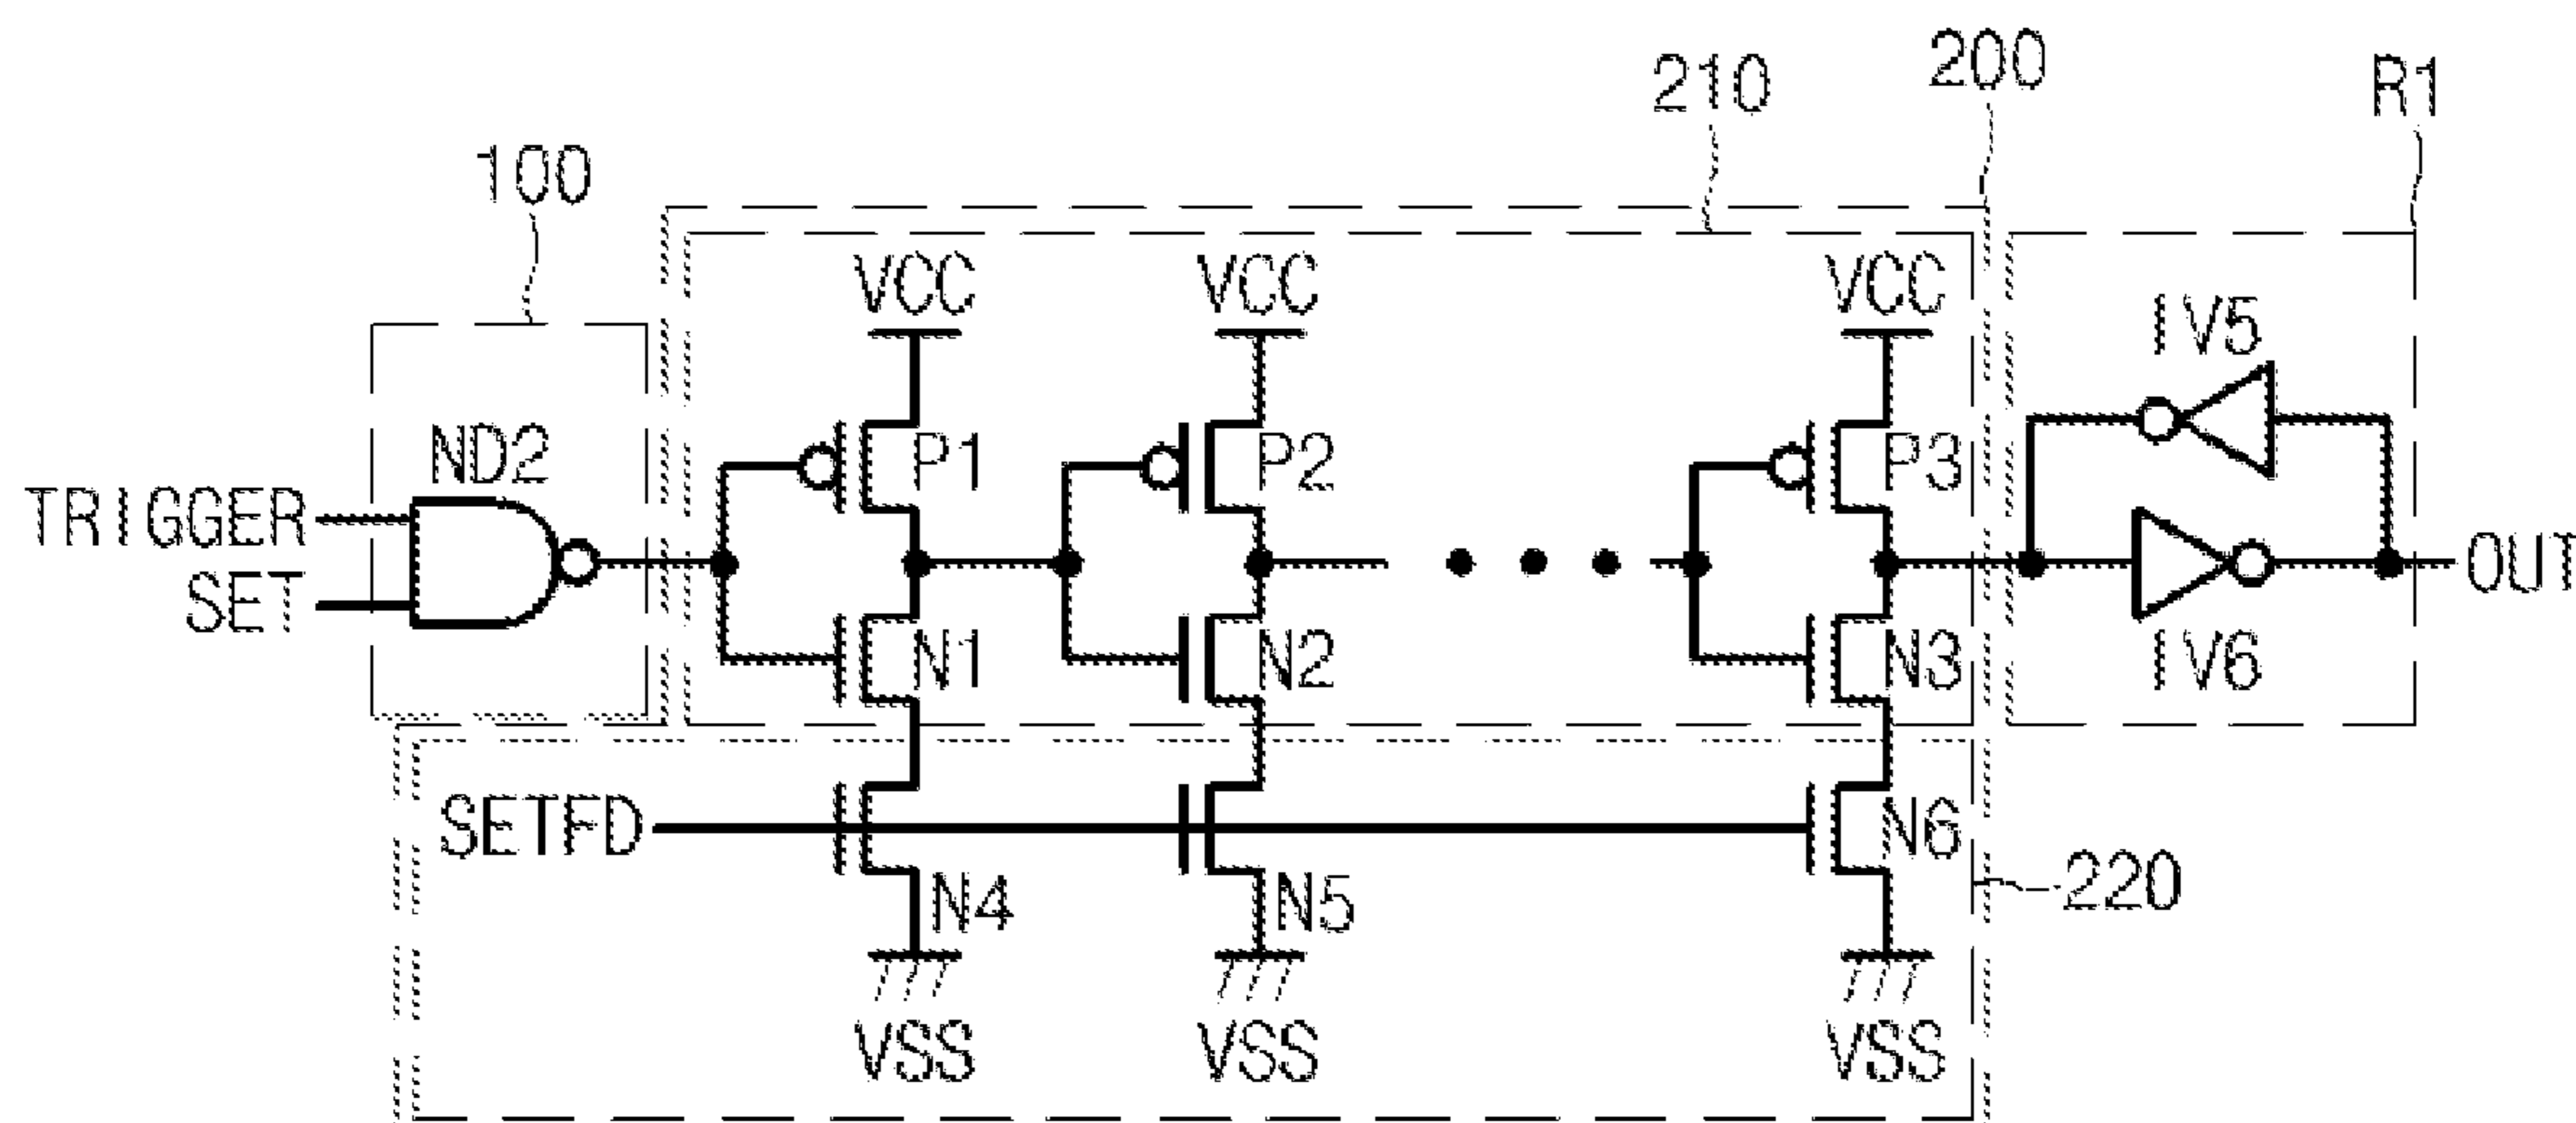 200
210
R1
100
VCC
VCC
VCC
IV5
ND2
P1
P2
P3
TRIGGER
OUT
SET
N1
N2
N3
IV6
SETFD
N6
N4
N5
220
VSS
VSS
VSS